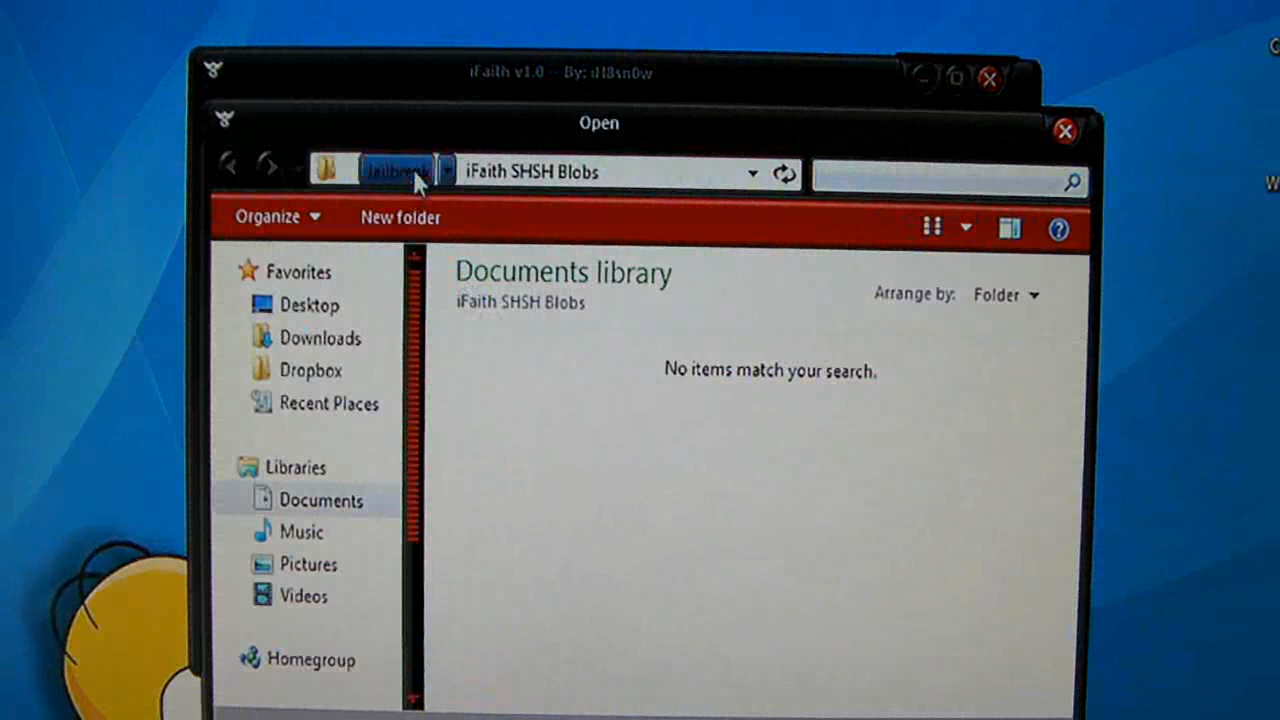 iFaith v1.0 -- By: iH8sn0w
Open
Jailbreak
iFaith SHSH Blobs
Organize
New folder
Favorites
Desktop
Downloads
Dropbox
Recent Places
Libraries
Documents
Music
Pictures
Videos
Homegroup
Documents library
iFaith SHSH Blobs
Arrange by: Folder
No items match your search.